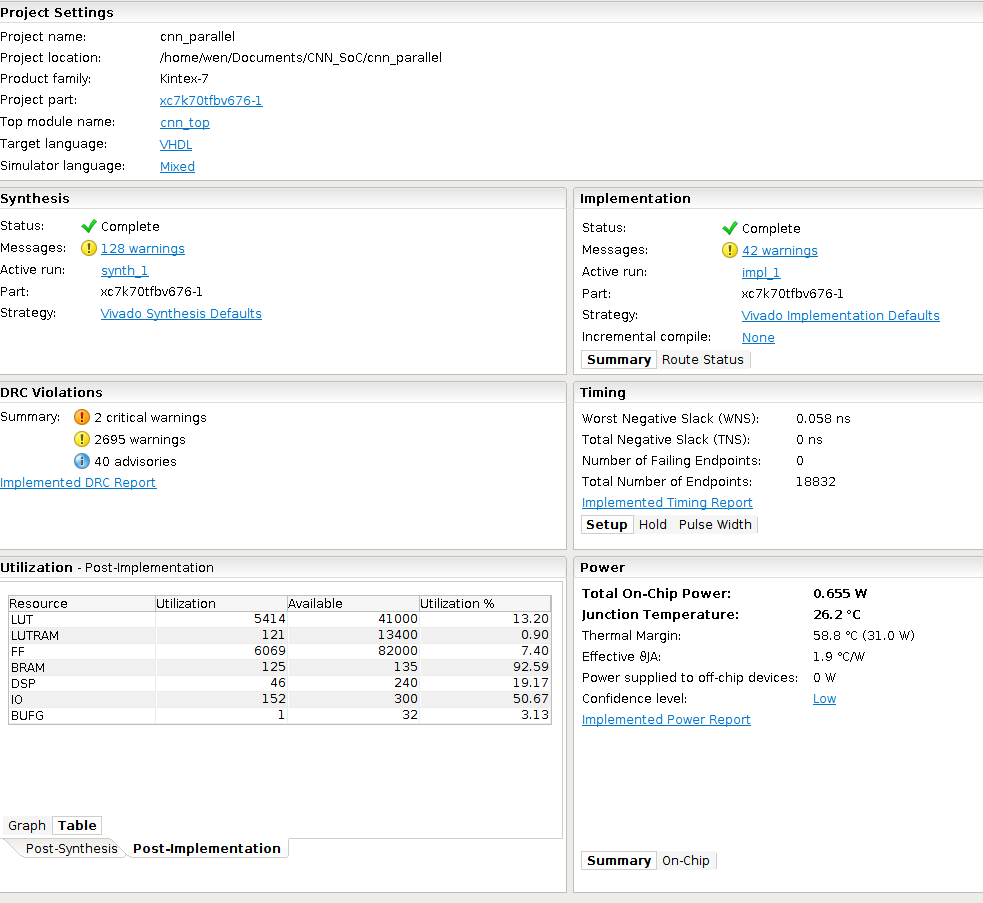 Project Settings
Project name: cnn_parallel
Project location: /home/wen/Documents/CNN_SoC/cnn_parallel
Product family: Kintex-7
Project part: xc7k70tfbv676-1
Top module name: cnn_top
Target language: VHDL
Simulator language: Mixed
Synthesis
Status: Complete
Messages: 128 warnings
Active run: synth_1
Part: xc7k70tfbv676-1
Strategy: Vivado Synthesis Defaults
Implementation
Status: Complete
Messages: 42 warnings
Active run: impl_1
Part: xc7k70tfbv676-1
Strategy: Vivado Implementation Defaults
Incremental compile: None
Summary Route Status
DRC Violations
Summary: 2 critical warnings
2695 warnings
40 advisories
Implemented DRC Report
Timing
Worst Negative Slack (WNS): 0.058 ns
Total Negative Slack (TNS): 0 ns
Number of Failing Endpoints: 0
Total Number of Endpoints: 18832
Implemented Timing Report
Setup Hold Pulse Width
Utilization - Post-Implementation
Resource Utilization Available Utilization %
LUT 5414 41000 13.20
LUTRAM 121 13400 0.90
FF 6069 82000 7.40
BRAM 125 135 92.59
DSP 46 240 19.17
IO 152 300 50.67
BUFG 1 32 3.13
Graph Table
Post-Synthesis Post-Implementation
Power
Total On-Chip Power: 0.655 W
Junction Temperature: 26.2 °C
Thermal Margin: 58.8 °C (31.0 W)
Effective ϑJA: 1.9 °C/W
Power supplied to off-chip devices: 0 W
Confidence level: Low
Implemented Power Report
Summary On-Chip